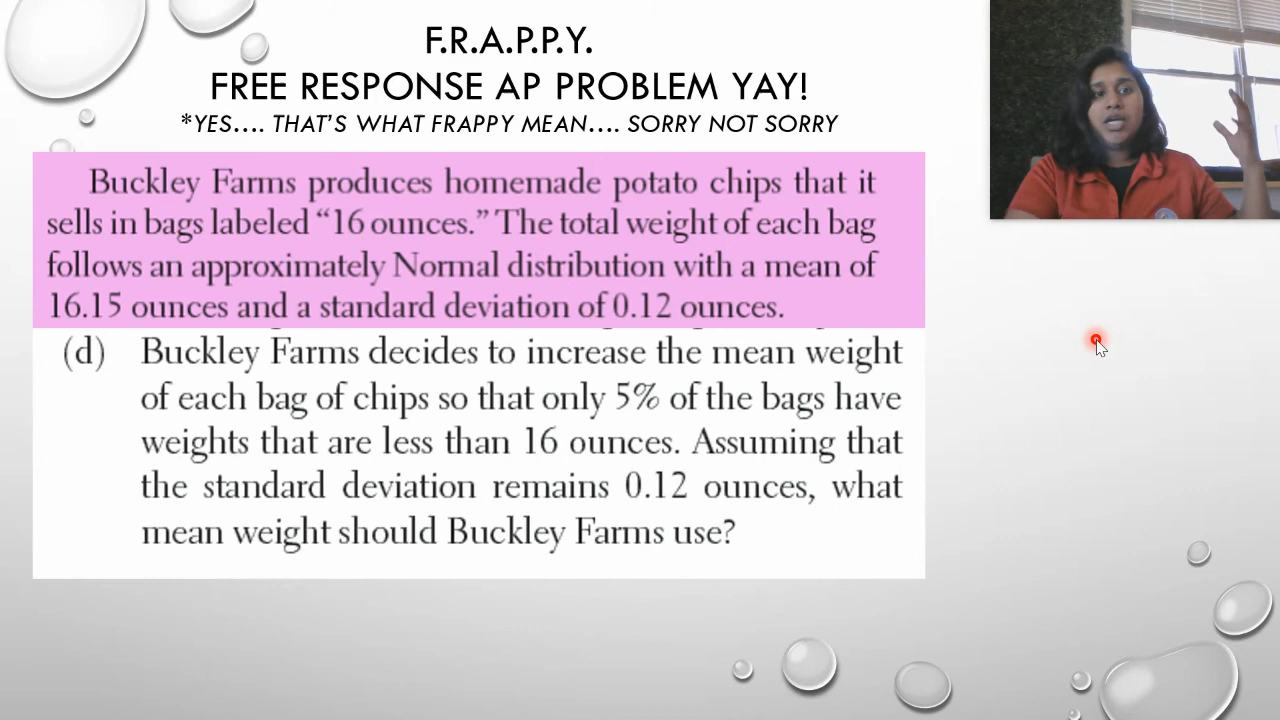 F.R.A.P.P.Y.
FREE RESPONSE AP PROBLEM YAY!
*YES.... THAT'S WHAT FRAPPY MEAN.... SORRY NOT SORRY
Buckley Farms produces homemade potato chips that it
sells in bags labeled “16 ounces.” The total weight of each bag
follows an approximately Normal distribution with a mean of
16.15 ounces and a standard deviation of 0.12 ounces.
(d) Buckley Farms decides to increase the mean weight
of each bag of chips so that only 5% of the bags have
weights that are less than 16 ounces. Assuming that
the standard deviation remains 0.12 ounces, what
mean weight should Buckley Farms use?